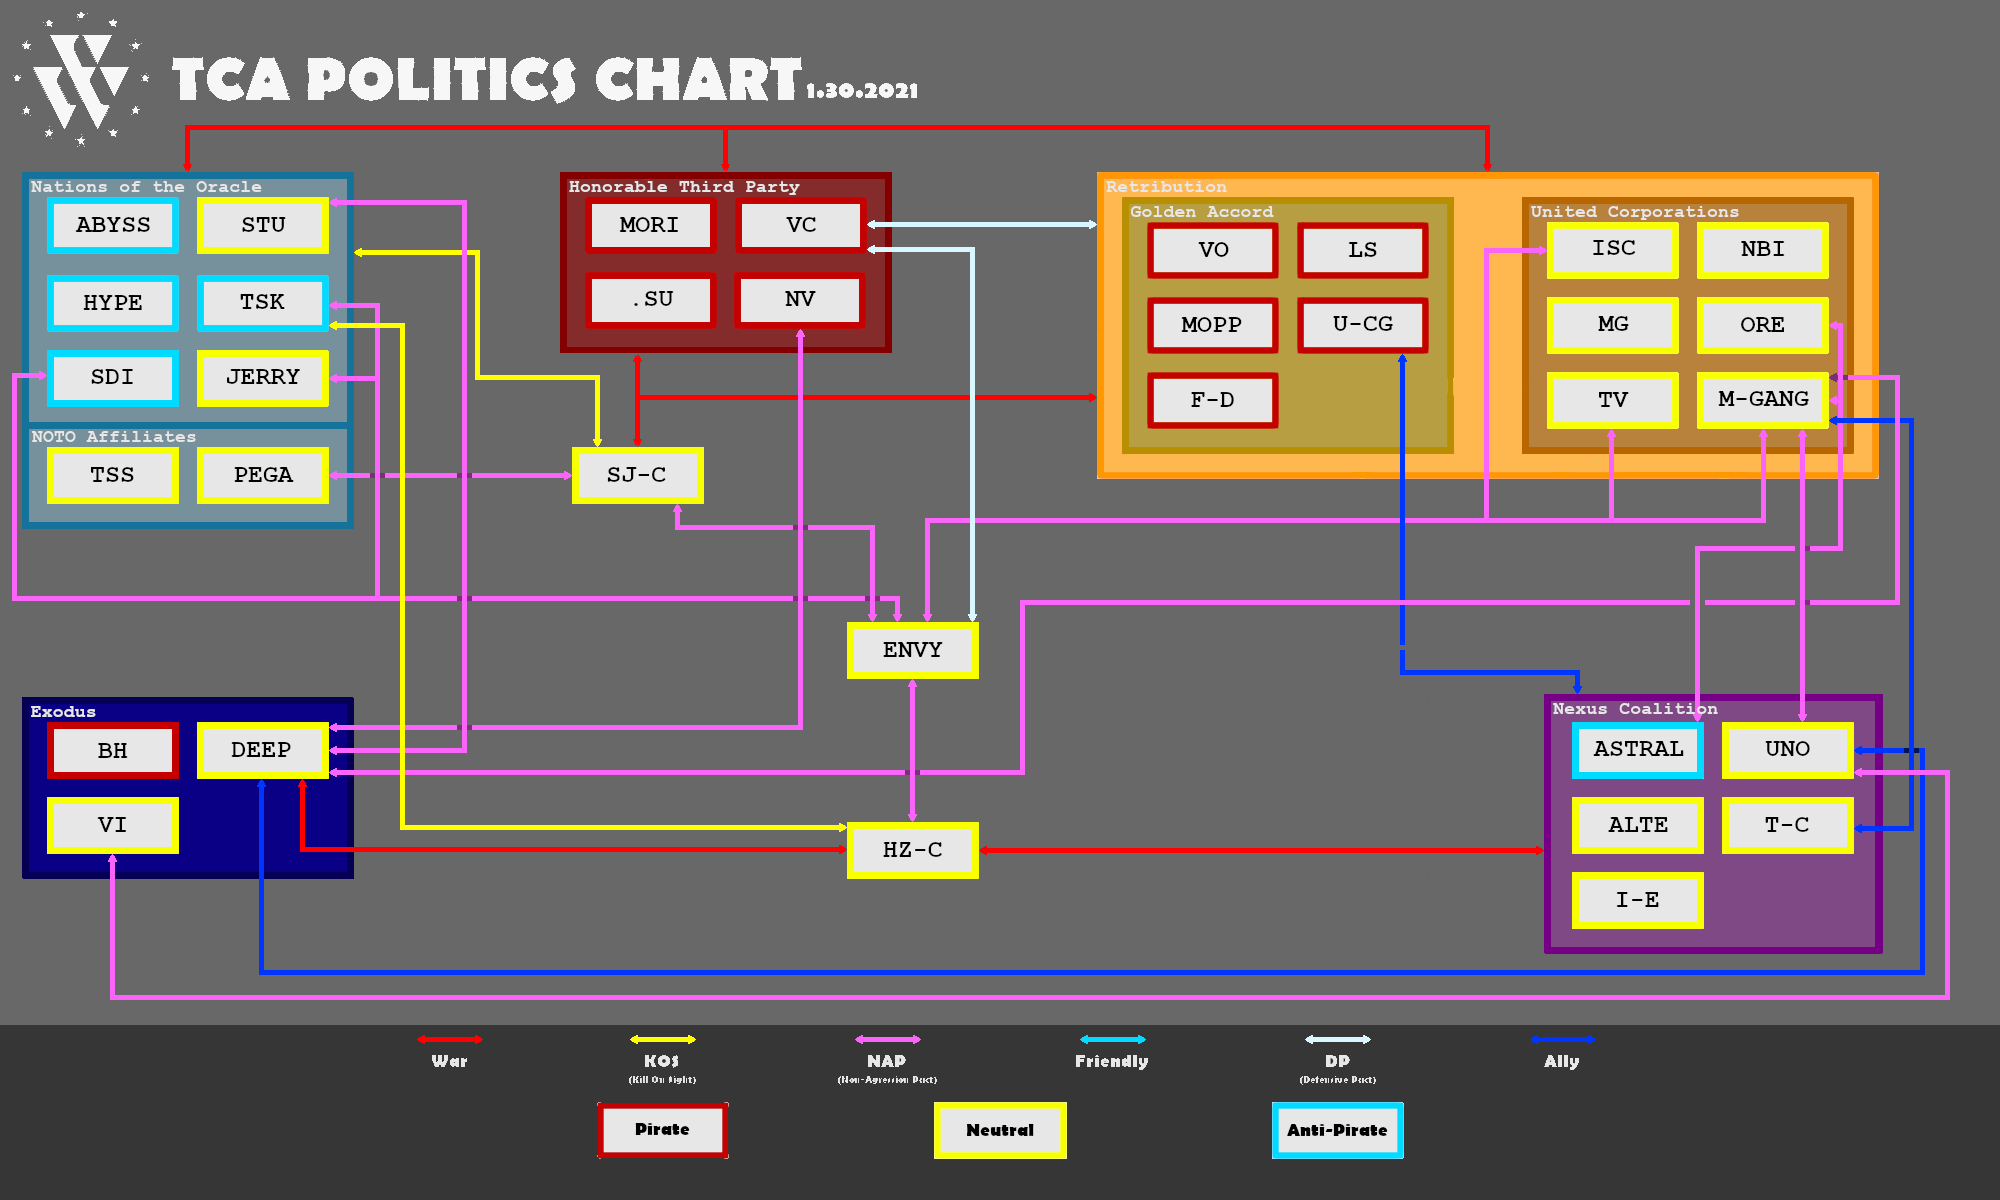 TCA POLITICS CHART 1.30.2021
Nations of the Oracle
ABYSS STU
HYPE TSK
SDI JERRY
NOTO Affiliates
TSS PEGA
Honorable Third Party
MORI VC
.SU NV
SJ-C
Retribution
Golden Accord
VO LS
MOPP U-CG
F-D
United Corporations
ISC NBI
MG ORE
TV M-GANG
ENVY
Exodus
BH DEEP
VI
HZ-C
Nexus Coalition
ASTRAL UNO
ALTE T-C
I-E
War
KOS
(Kill On Sight)
NAP
(Non-Agression Pact)
Friendly
DP
(Defensive Pact)
Ally
Pirate
Neutral
Anti-Pirate